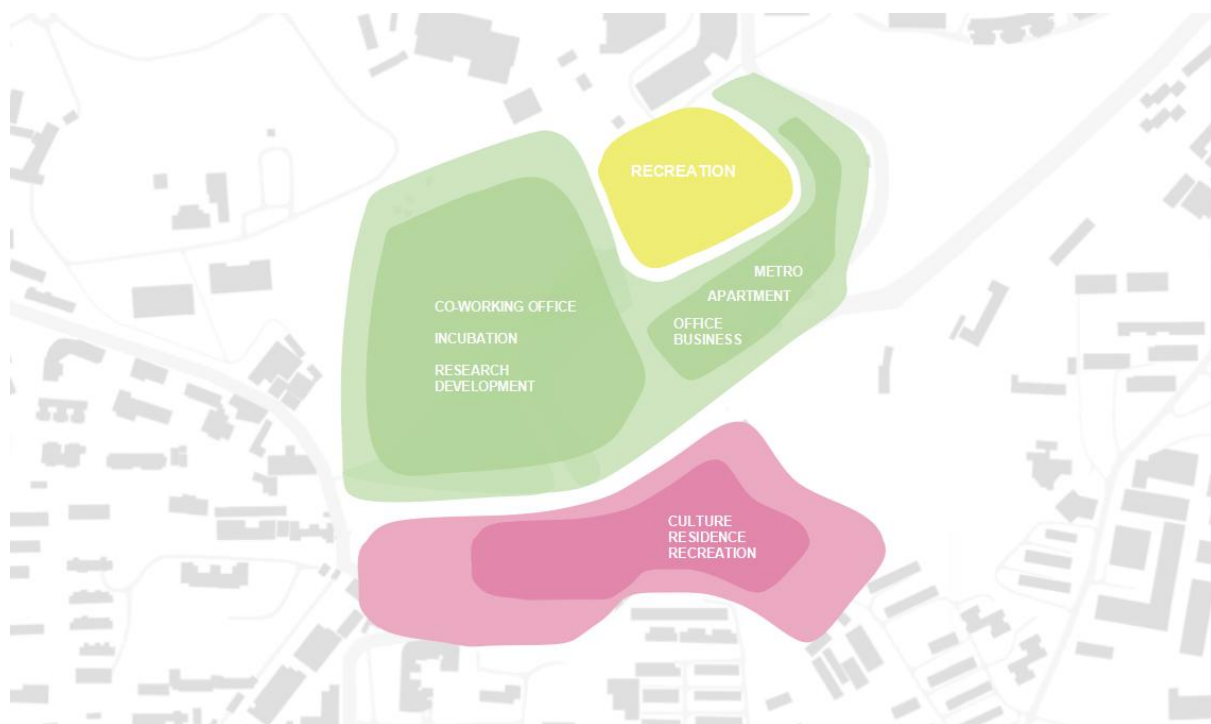 RECREATION
METRO
APARTMENT
CO-WORKING OFFICE
OFFICE
BUSINESS
INCUBATION
RESEARCH
DEVELOPMENT
CULTURE
RESIDENCE
RECREATION